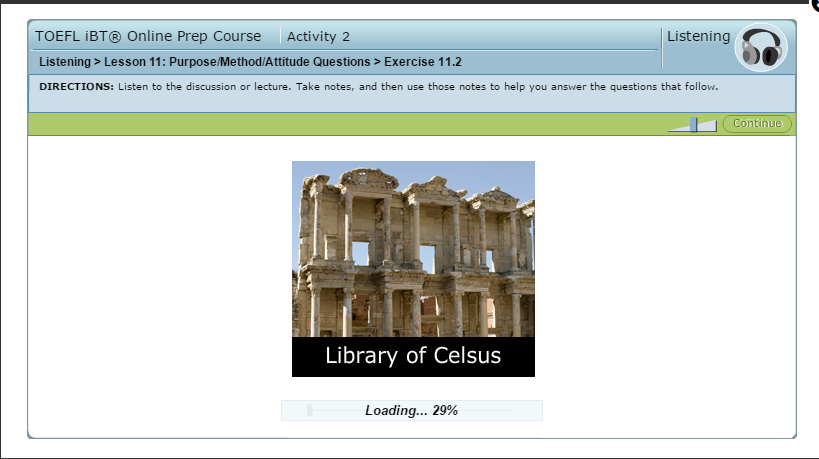 TOEFL iBT® Online Prep Course Activity 2 Listening
Listening > Lesson 11: Purpose/Method/Attitude Questions > Exercise 11.2
DIRECTIONS: Listen to the discussion or lecture. Take notes, and then use those notes to help you answer the questions that follow.
Continue
Library of Celsus
Loading... 29%